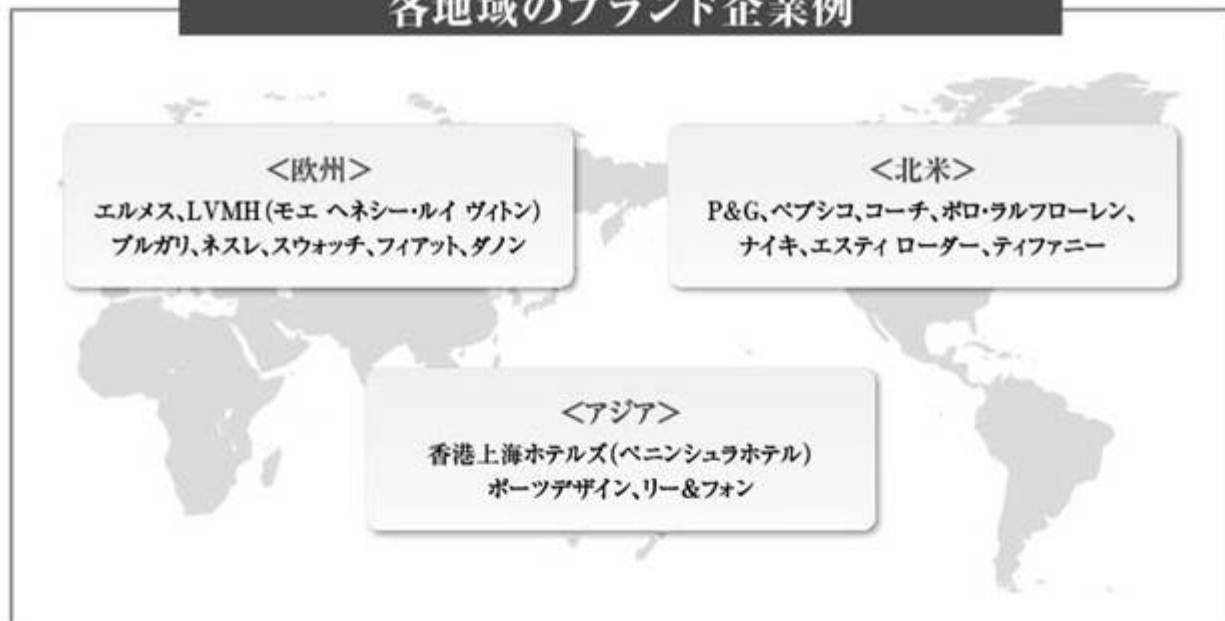 各地域のブランド企業例
＜欧州＞
エルメス、LVMH(モエ ヘネシー・ルイ ヴィトン)
ブルガリ、ネスレ、スウォッチ、フィアット、ダノン
＜北米＞
P&G、ペプシコ、コーチ、ポロ・ラルフローレン、
ナイキ、エスティ ローダー、ティファニー
＜アジア＞
香港上海ホテルズ(ペニンシュラホテル)
ポーツデザイン、リー&フォン